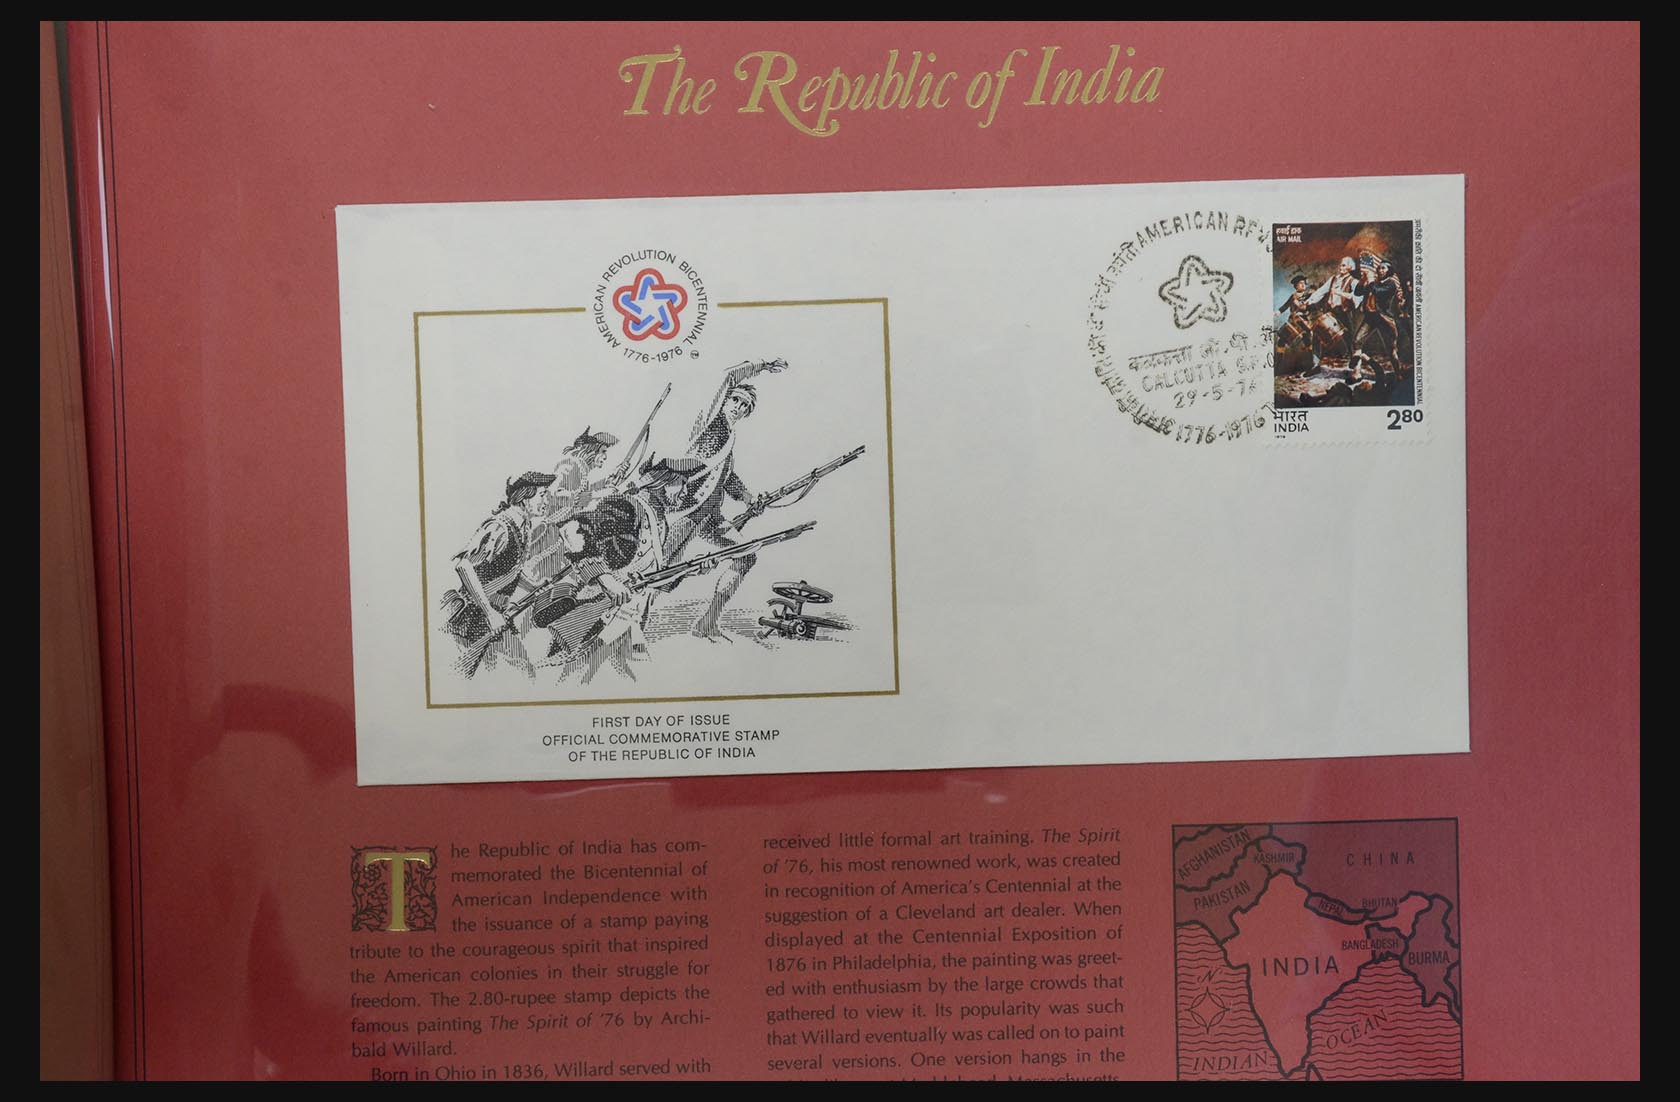 The Republic of India
AMERICAN REVOLUTION BICENTENNIAL
1776-1976
FIRST DAY OF ISSUE
OFFICIAL COMMEMORATIVE STAMP
OF THE REPUBLIC OF INDIA
AMERICAN
कलकत्ता जी. पी.
CALCUTTA G.P.O
29-5-76
1776-1976
हवाई डाक
AIR MAIL
AMERICAN REVOLUTION BICENTENNIAL
भारत
INDIA
1976
280
The Republic of India has com-
memorated the Bicentennial of
American Independence with
the issuance of a stamp paying
tribute to the courageous spirit that inspired
the American colonies in their struggle for
freedom. The 2.80-rupee stamp depicts the
famous painting The Spirit of '76 by Archi-
bald Willard.
Born in Ohio in 1836, Willard served with
received little formal art training. The Spirit
of '76, his most renowned work, was created
in recognition of America's Centennial at the
suggestion of a Cleveland art dealer. When
displayed at the Centennial Exposition of
1876 in Philadelphia, the painting was greet-
ed with enthusiasm by the large crowds that
gathered to view it. Its popularity was such
that Willard eventually was called on to paint
several versions. One version hangs in the
AFGHANISTAN
KASHMIR
CHINA
PAKISTAN
NEPAL
BHUTAN
BANGLADESH
BURMA
INDIA
N
INDIAN
OCEAN